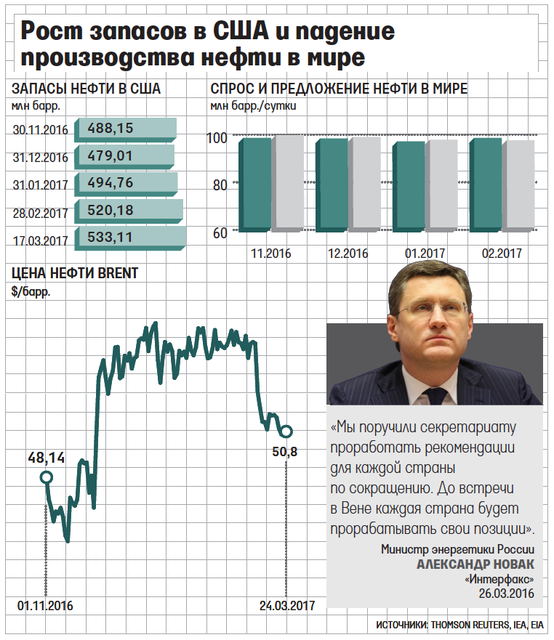 Рост запасов в США и падение
производства нефти в мире
ЗАПАСЫ НЕФТИ В США
млн барр.
30.11.2016 488,15
31.12.2016 479,01
31.01.2017 494,76
28.02.2017 520,18
17.03.2017 533,11
СПРОС И ПРЕДЛОЖЕНИЕ НЕФТИ В МИРЕ
млн барр./сутки
100
80
60
11.2016 12.2016 01.2017 02.2017
ЦЕНА НЕФТИ BRENT
$/барр.
48,14
50,8
01.11.2016 24.03.2017
«Мы поручили секретариату
проработать рекомендации
для каждой страны
по сокращению. До встречи
в Вене каждая страна будет
прорабатывать свои позиции».
Министр энергетики России
АЛЕКСАНДР НОВАК
«Интерфакс»
26.03.2016
ИСТОЧНИКИ: THOMSON REUTERS, IEA, EIA